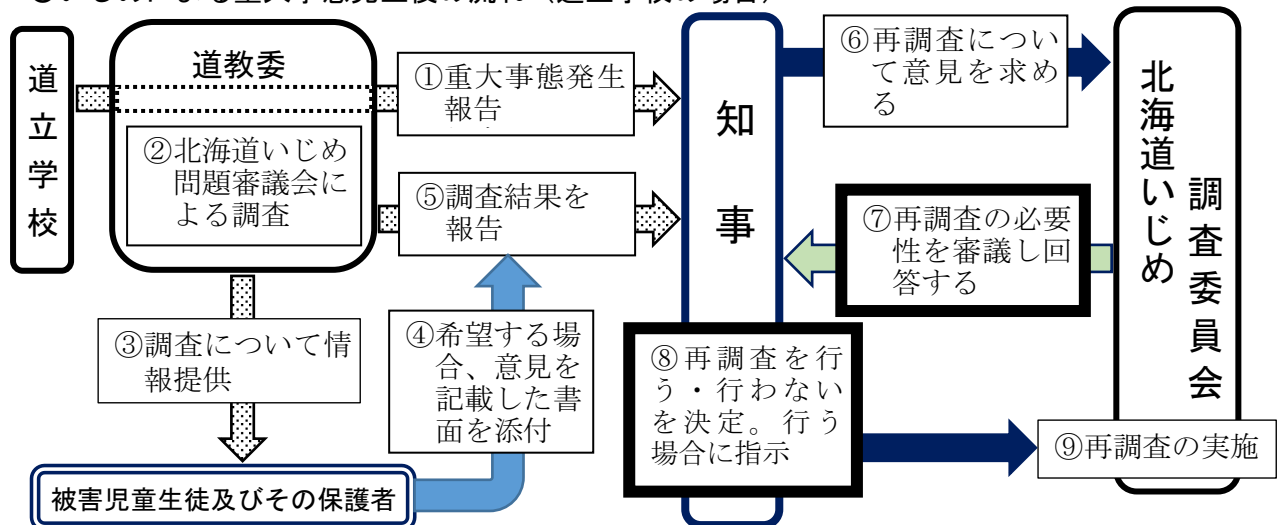 道立学校
道教委
①重大事態発生
報告
②北海道いじめ
問題審議会に
よる調査
⑤調査結果を
報告
③調査について情
報提供
④希望する場
合、意見を
記載した書
面を添付
被害児童生徒及びその保護者
知事
⑥再調査につい
て意見を求め
る
⑦再調査の必要
性を審議し回
答する
⑧再調査を行
う・行わない
を決定。行う
場合に指示
北海道いじめ
調査委員会
⑨再調査の実施